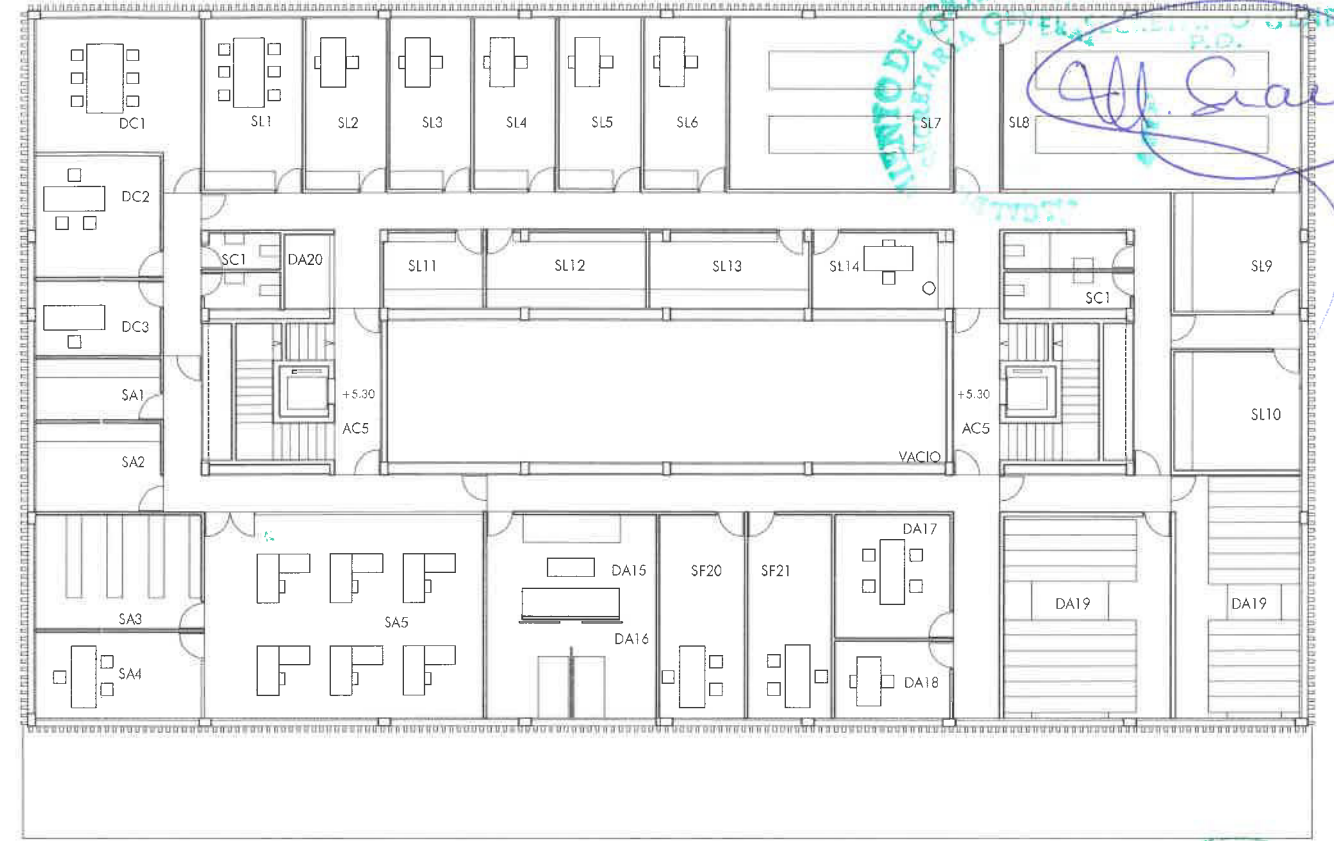 P.D.
DC1
SL1
SL2
SL3
SL4
SL5
SL6
SL7
SL8
DC2
SC1
DA20
SL11
SL12
SL13
SL14
SC1
SL9
DC3
SA1
+5.30
AC5
+5.30
AC5
VACIO
SL10
SA2
SA3
SA4
SA5
DA15
DA16
SF20
SF21
DA17
DA18
DA19
DA19